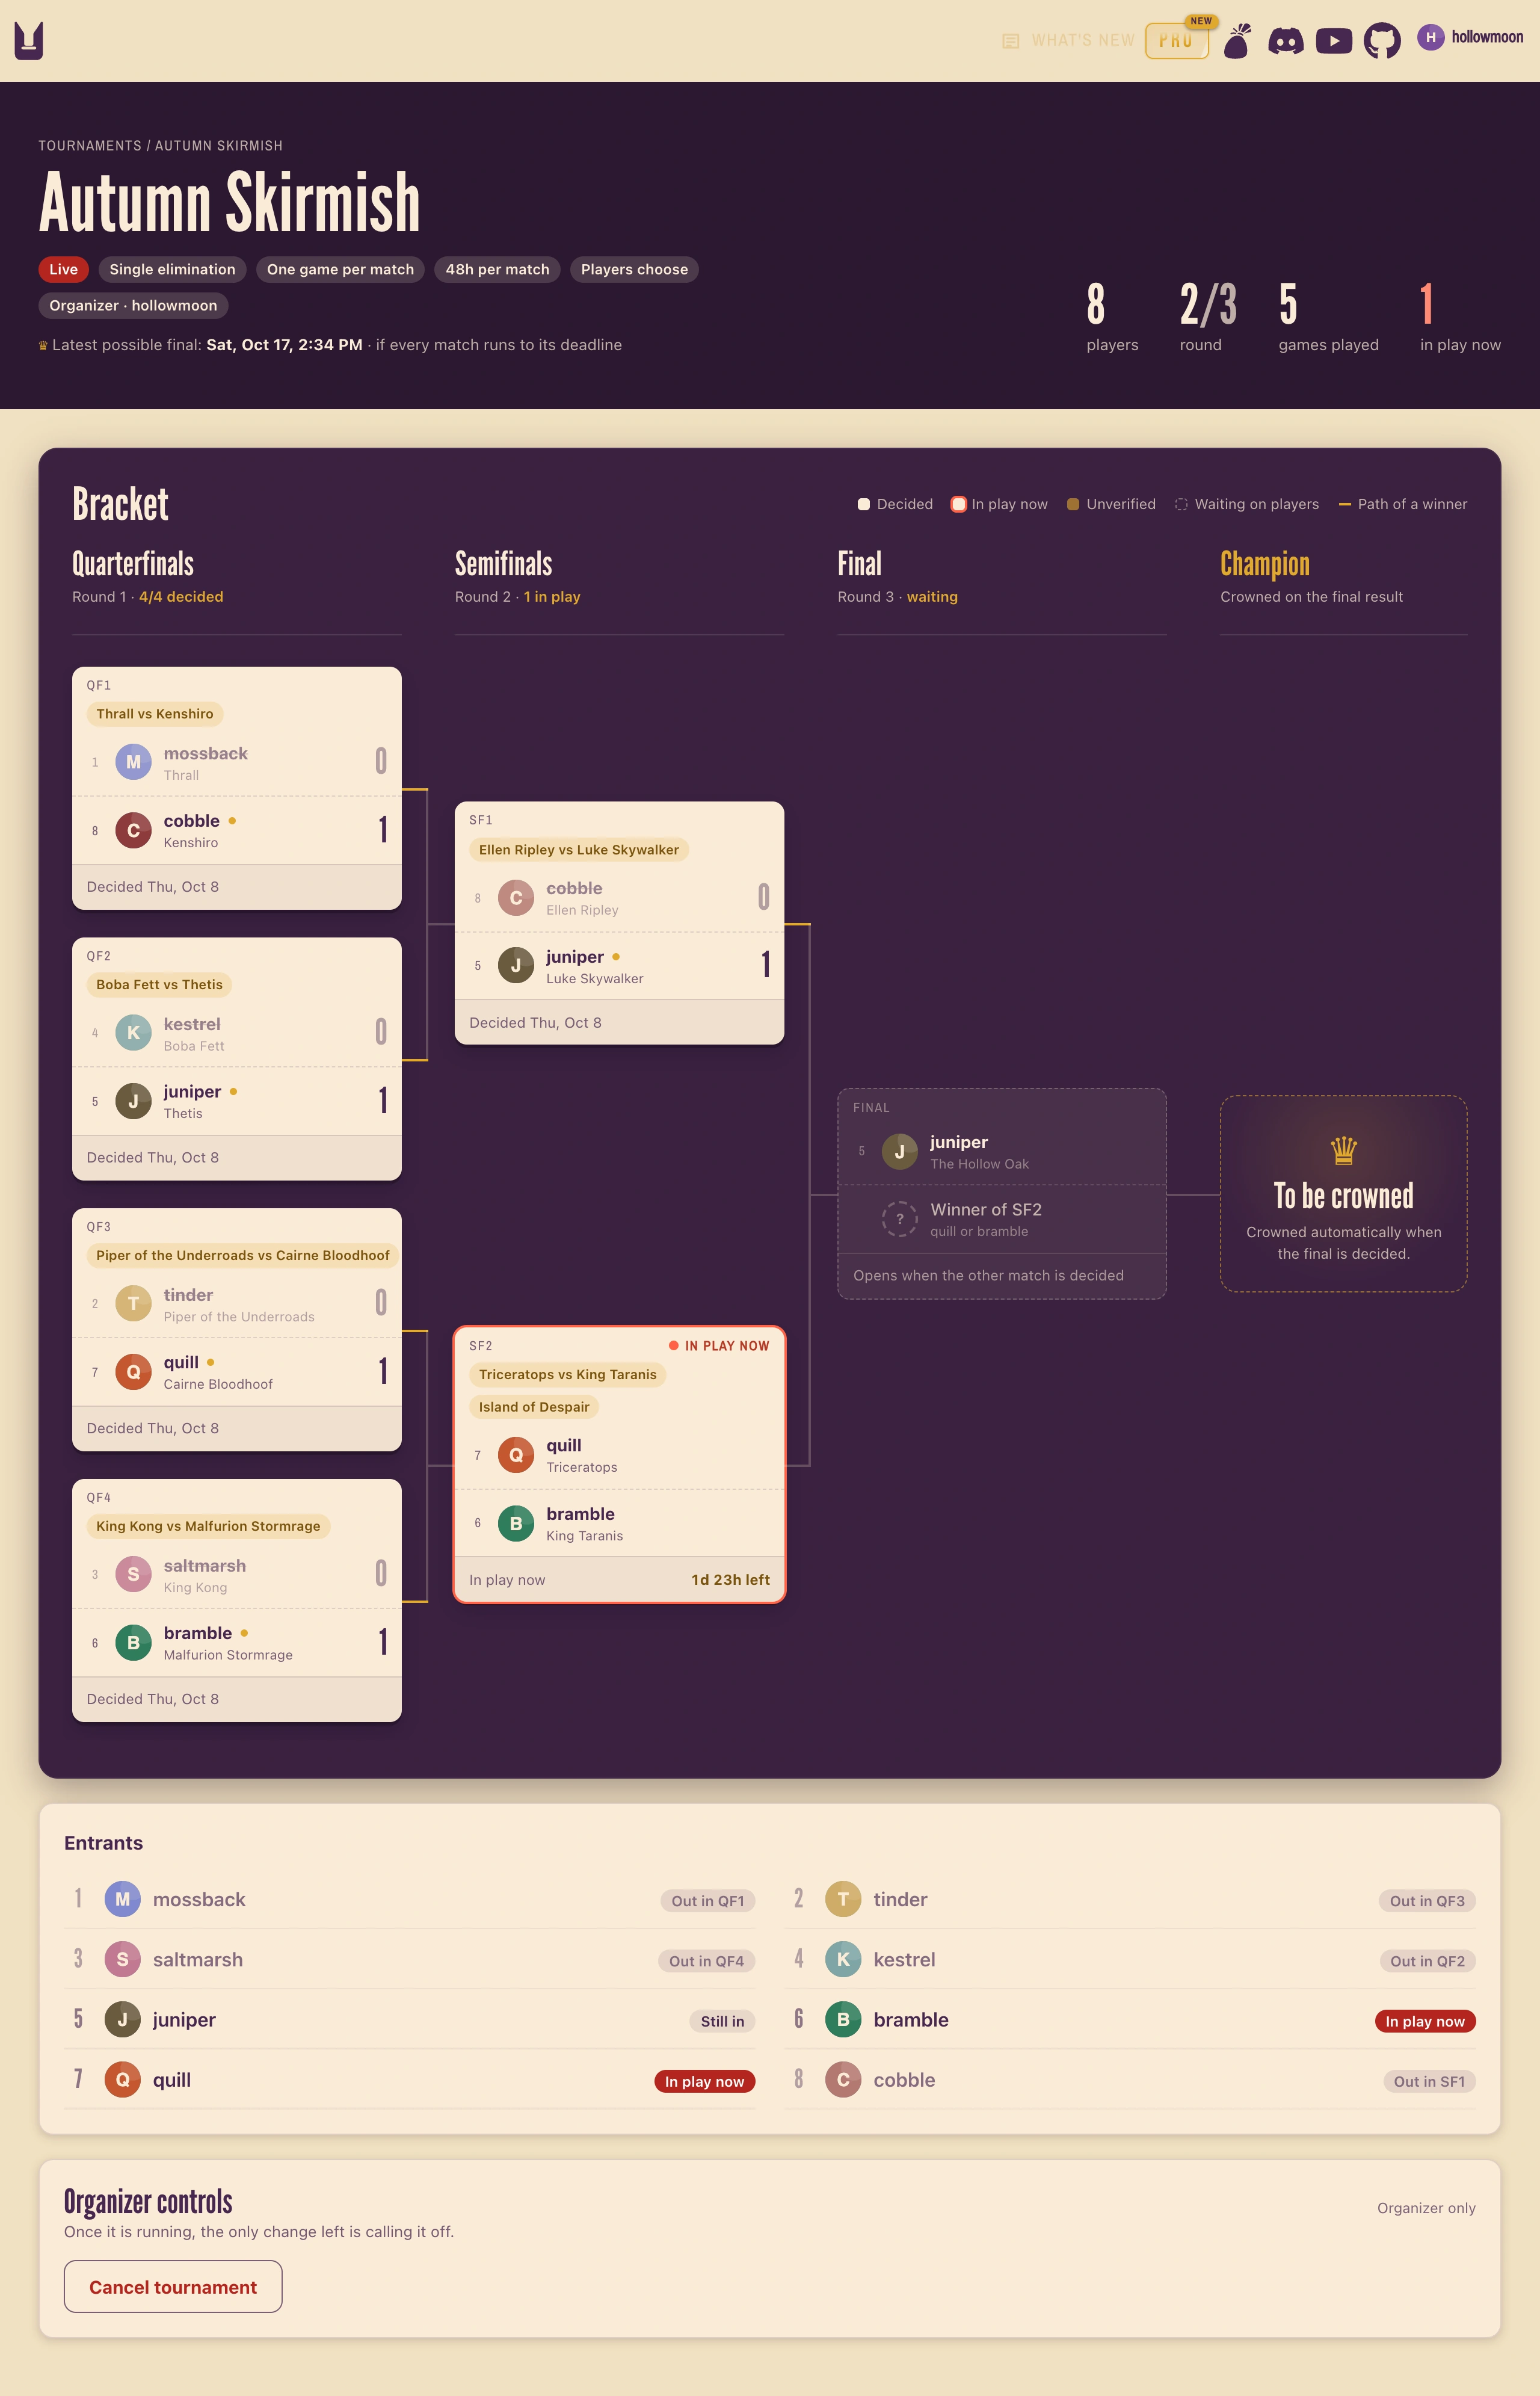 WHAT'S NEW
PRO
NEW
H
hollowmoon
TOURNAMENTS / AUTUMN SKIRMISH
Autumn Skirmish
Live
Single elimination
One game per match
48h per match
Players choose
Organizer · hollowmoon
Latest possible final: Sat, Oct 17, 2:34 PM · if every match runs to its deadline
8
players
2/3
round
5
games played
1
in play now
Bracket
Decided
In play now
Unverified
Waiting on players
Path of a winner
Quarterfinals
Round 1 · 4/4 decided
Semifinals
Round 2 · 1 in play
Final
Round 3 · waiting
Champion
Crowned on the final result
QF1
Thrall vs Kenshiro
1 M mossback 0
Thrall
8 C cobble 1
Kenshiro
Decided Thu, Oct 8
QF2
Boba Fett vs Thetis
4 K kestrel 0
Boba Fett
5 J juniper 1
Thetis
Decided Thu, Oct 8
QF3
Piper of the Underroads vs Cairne Bloodhoof
2 T tinder 0
Piper of the Underroads
7 Q quill 1
Cairne Bloodhoof
Decided Thu, Oct 8
QF4
King Kong vs Malfurion Stormrage
3 S saltmarsh 0
King Kong
6 B bramble 1
Malfurion Stormrage
Decided Thu, Oct 8
SF1
Ellen Ripley vs Luke Skywalker
8 C cobble 0
Ellen Ripley
5 J juniper 1
Luke Skywalker
Decided Thu, Oct 8
SF2
IN PLAY NOW
Triceratops vs King Taranis
Island of Despair
7 Q quill
Triceratops
6 B bramble
King Taranis
In play now
1d 23h left
FINAL
5 J juniper
The Hollow Oak
? Winner of SF2
quill or bramble
Opens when the other match is decided
To be crowned
Crowned automatically when
the final is decided.
Entrants
1 M mossback Out in QF1
2 T tinder Out in QF3
3 S saltmarsh Out in QF4
4 K kestrel Out in QF2
5 J juniper Still in
6 B bramble In play now
7 Q quill In play now
8 C cobble Out in SF1
Organizer controls
Organizer only
Once it is running, the only change left is calling it off.
Cancel tournament